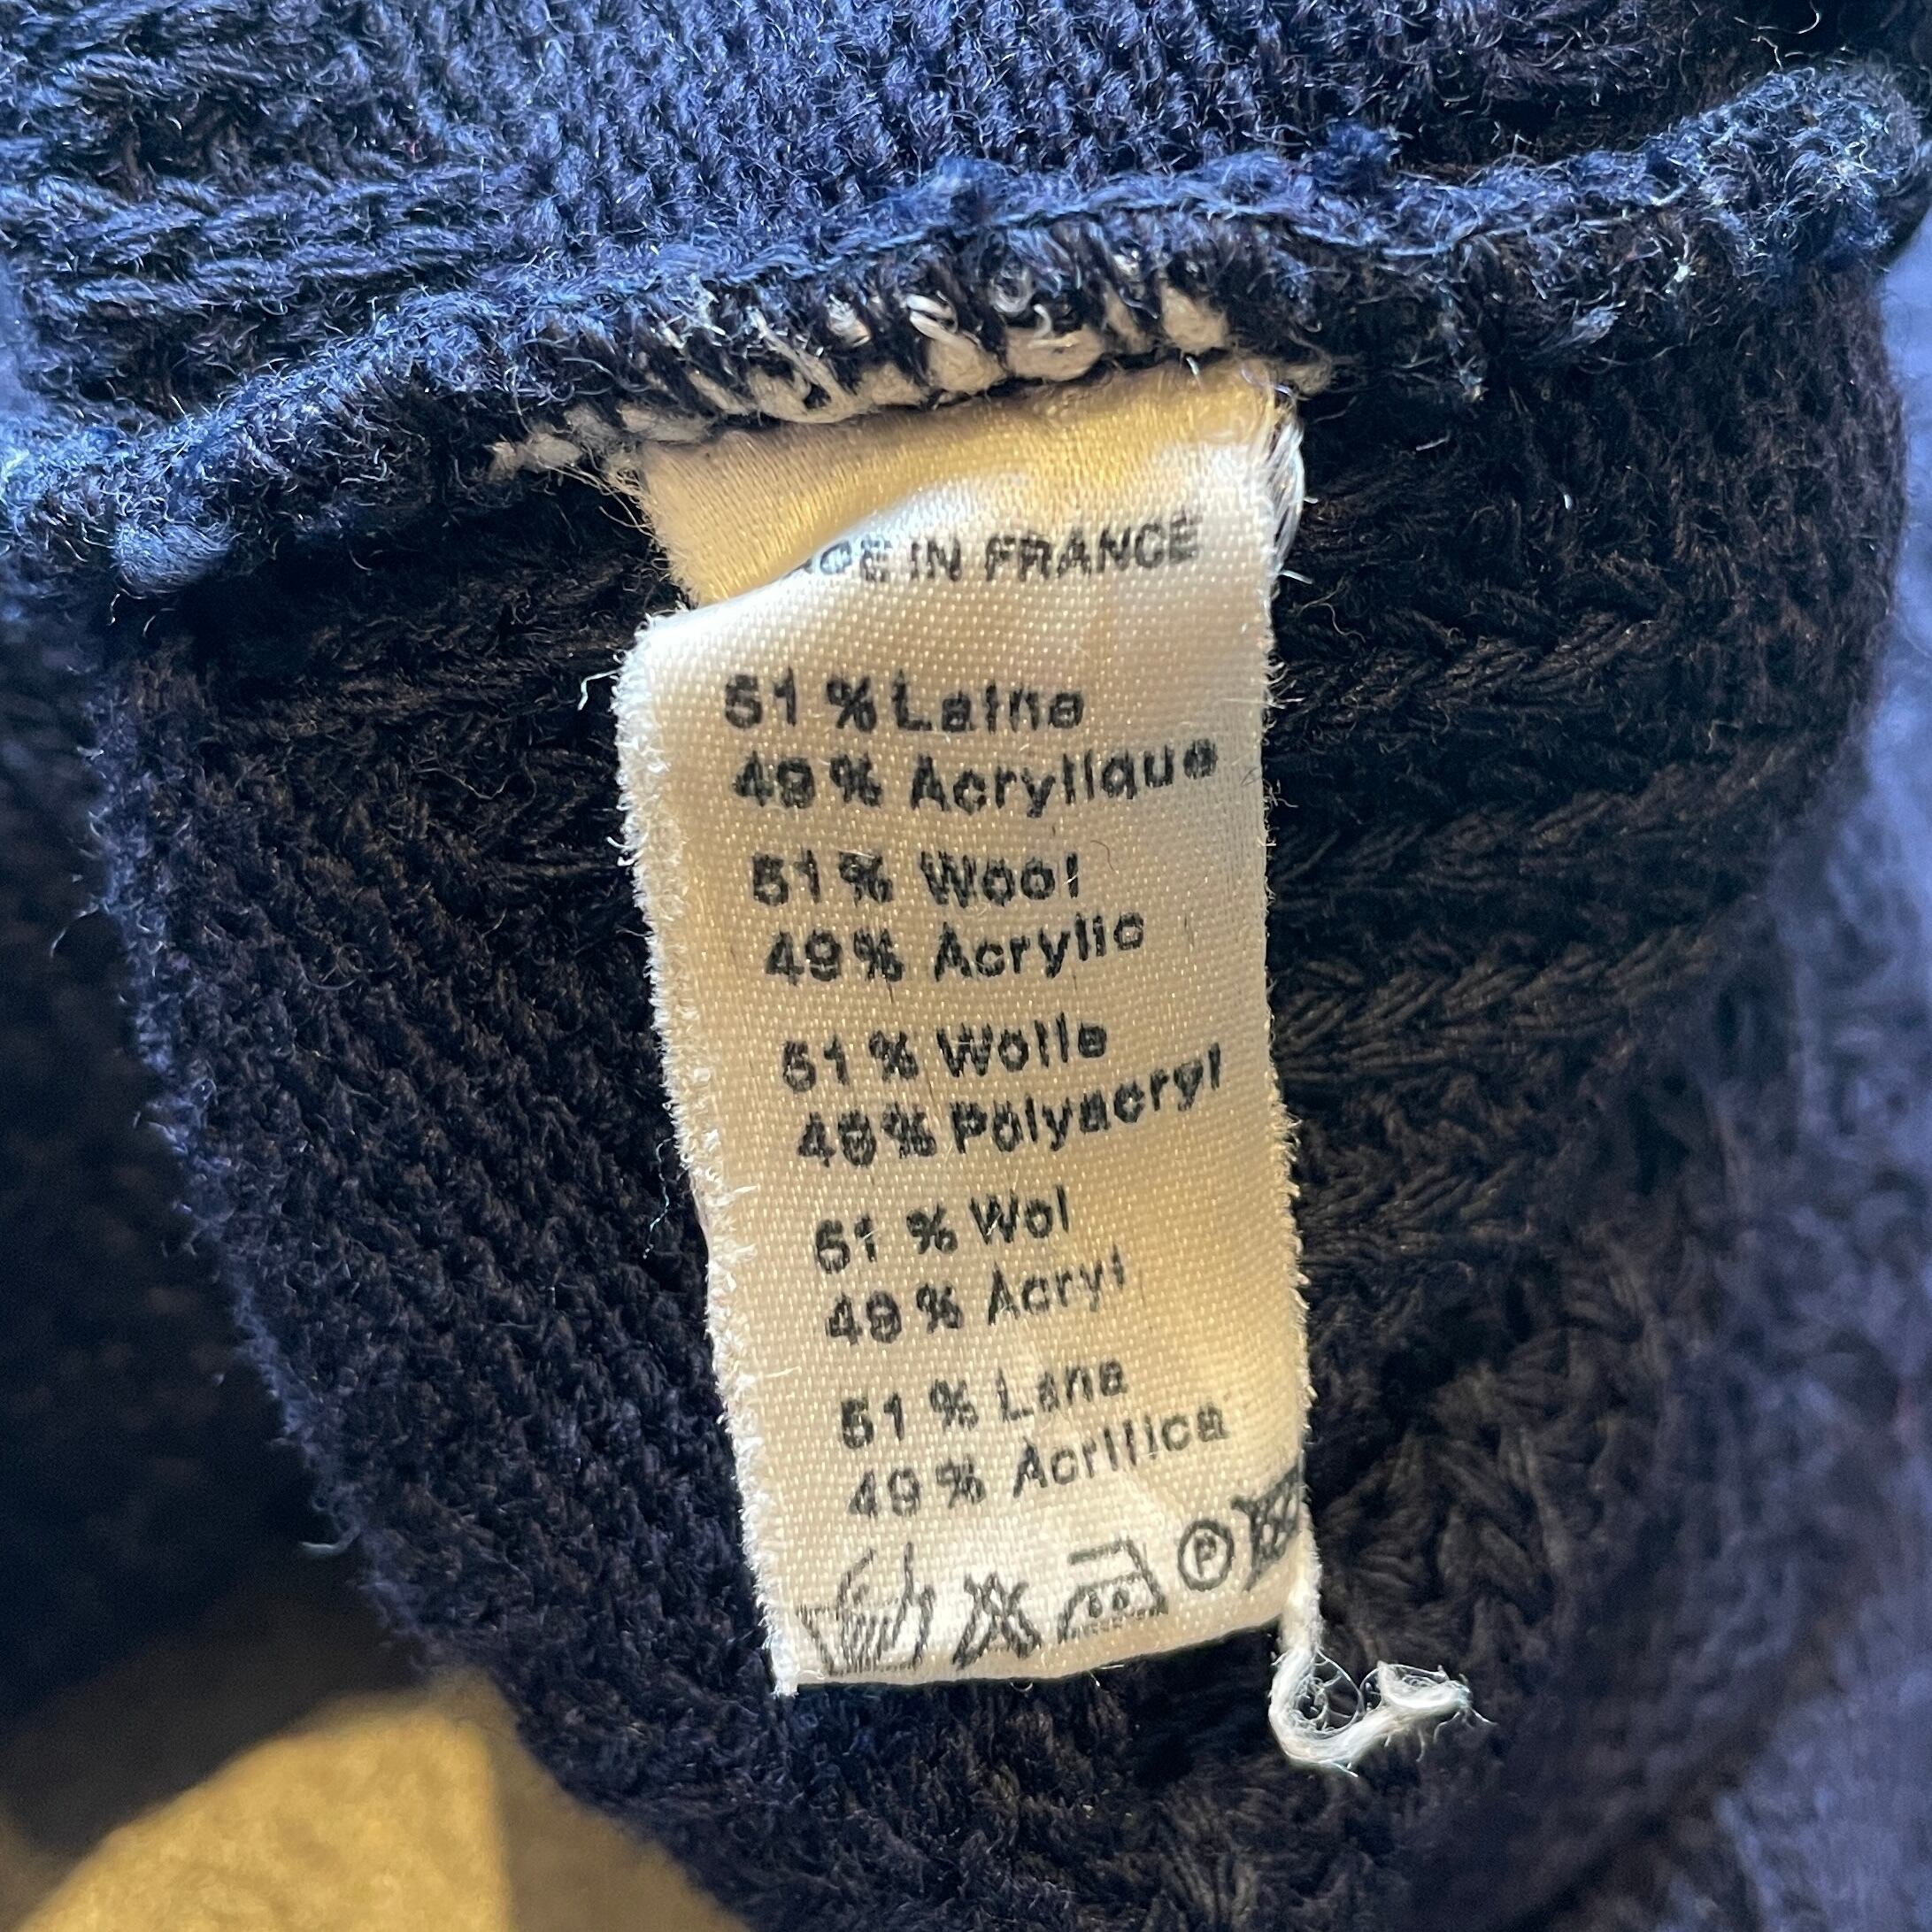 DE IN FRANCE
51 % Laine
49 % Acrylique
51 % Wool
49 % Acrylic
51 % Wolle
49 % Polyacryl
51 % Wol
49 % Acryl
51 % Lana
49 % Acrilica
P